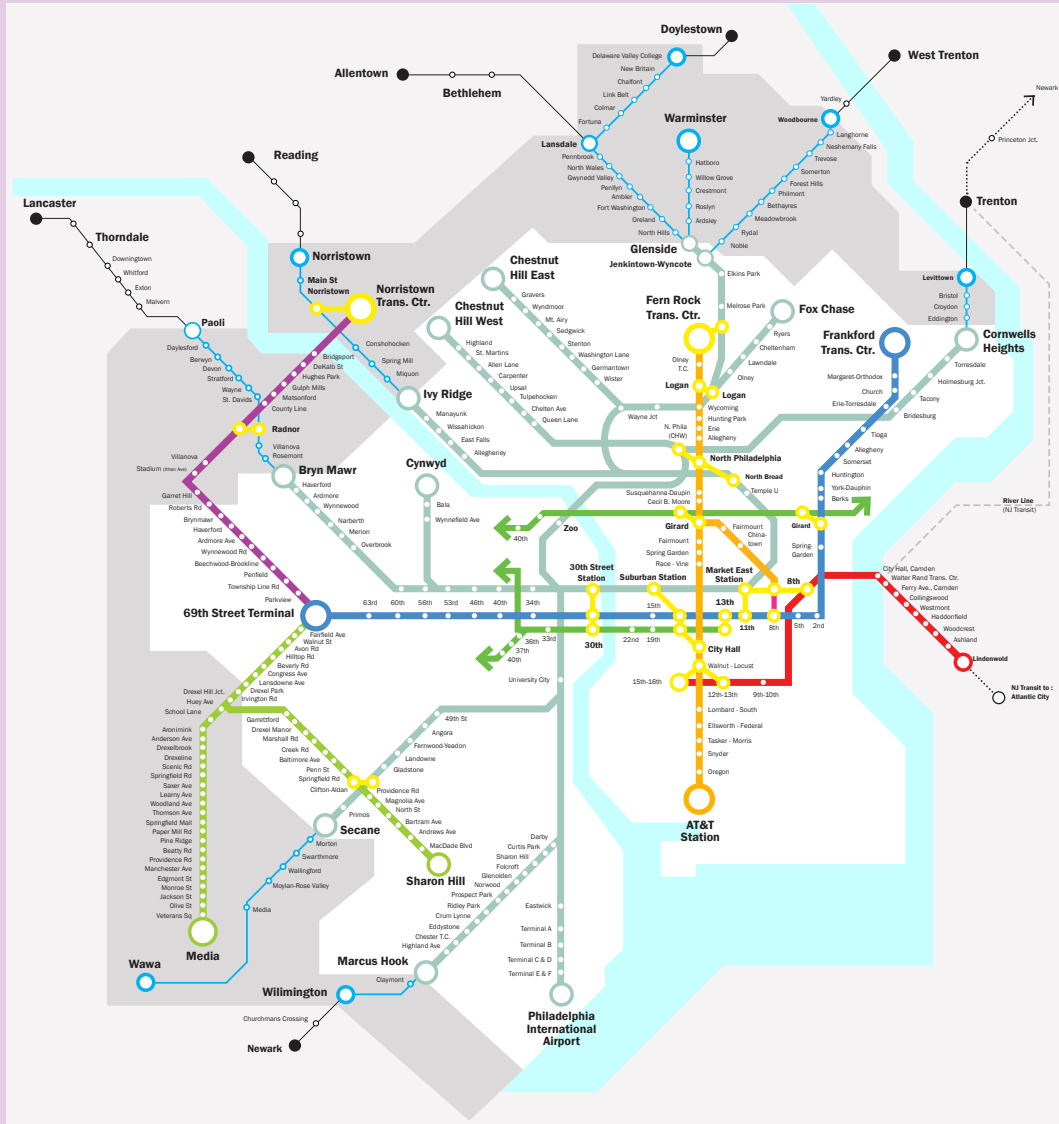 Doylestown
Delaware Valley College
New Britain
Chalfont
Link Belt
Colmar
Fortuna
Lansdale
Allentown
Bethlehem
West Trenton
Yardley
Woodbourne
Newark
Princeton Jct.
Trenton
Warminster
Hatboro
Willow Grove
Crestmont
Roslyn
Ardsley
Pennbrook
North Wales
Gwynedd Valley
Penllyn
Ambler
Fort Washington
Oreland
North Hills
Glenside
Jenkintown-Wyncote
Langhorne
Neshemany Falls
Trevose
Somerton
Forest Hills
Philmont
Bethayres
Meadowbrook
Rydal
Noble
Elkins Park
Melrose Park
Reading
Lancaster
Thorndale
Downingtown
Whitford
Exton
Malvern
Paoli
Norristown
Main St
Norristown
Norristown
Trans. Ctr.
Chestnut
Hill East
Gravers
Wyndmoor
Mt. Airy
Sedgwick
Stenton
Washington Lane
Germantown
Wister
Chestnut
Hill West
Highland
St. Martins
Allen Lane
Carpenter
Upsal
Tulpehocken
Chelten Ave
Queen Lane
Fern Rock
Trans. Ctr.
Olney
T.C.
Logan
Logan
Wycoming
Hunting Park
Erie
Allegheny
Wayne Jct
N. Phila
(CHW)
North Philadelphia
North Broad
Temple U
Fox Chase
Ryers
Cheltenham
Lawndale
Olney
Frankford
Trans. Ctr.
Margaret-Orthodox
Church
Erie-Torresdale
Tioga
Allegheny
Somerset
Huntington
York-Dauphin
Berks
Levittown
Bristol
Croydon
Eddington
Cornwells
Heights
Torresdale
Holmesburg Jct.
Tacony
Bridesburg
Daylesford
Berwyn
Devon
Stratford
Wayne
St. Davids
Radnor
Villanova
Rosemont
Bryn Mawr
Haverford
Ardmore
Wynnewood
Narberth
Merion
Overbrook
Bridgeport
DeKalb St
Hughes Park
Gulph Mills
Matsonford
County Line
Villanova
Stadium (Ithan Ave)
Garret Hill
Roberts Rd
Brynmawr
Haverford
Ardmore Ave
Wynnewood Rd
Beechwood-Brookline
Penfield
Township Line Rd
Parkview
69th Street Terminal
Conshohocken
Spring Mill
Miquon
Ivy Ridge
Manayunk
Wissahickon
East Falls
Allegheney
Cynwyd
Bala
Wynnefield Ave
Zoo
40th
Susquehanna-Daupin
Cecil B. Moore
Girard
Fairmount
Spring Garden
Race - Vine
Fairmount
China-
town
Girard
Spring-
Garden
30th Street
Station
Suburban Station
Market East
Station
8th
13th
63rd
60th
56th
53rd
46th
40th
34th
15th
11th
8th
5th
2nd
30th
22nd
19th
33rd
36th
37th
40th
City Hall
Walnut - Locust
15th-16th
12th-13th
9th-10th
Lombard - South
Ellsworth - Federal
Tasker - Morris
Snyder
Oregon
AT&T
Station
River Line
(NJ Transit)
City Hall, Camden
Walter Rand Trans. Ctr.
Ferry Ave., Camden
Collingswood
Westmont
Haddonfield
Woodcrest
Ashland
Lindenwold
NJ Transit to :
Atlantic City
University City
Fairfield Ave
Walnut St
Avon Rd
Hilltop Rd
Beverly Rd
Congress Ave
Lansdowne Ave
Drexel Park
Irvington Rd
Drexel Hill Jct.
Huey Ave
School Lane
Aronimink
Anderson Ave
Drexelbrook
Drexeline
Scenic Rd
Springfield Rd
Saxer Ave
Learny Ave
Woodland Ave
Thomson Ave
Springfield Mall
Paper Mill Rd
Pine Ridge
Beatty Rd
Providence Rd
Manchester Ave
Edgmont St
Monroe St
Jackson St
Olive St
Veterans Sq
Media
Garrettford
Drexel Manor
Marshall Rd
Creek Rd
Baltimore Ave
Penn St
Springfield Rd
Clifton-Aldan
Providence Rd
Magnolia Ave
North St
Bartram Ave
Andrews Ave
MacDade Blvd
Sharon Hill
49th St
Angora
Fernwood-Yeadon
Landowne
Gladstone
Primos
Secane
Morton
Swarthmore
Wallingford
Moylan-Rose Valley
Media
Wawa
Darby
Curtis Park
Sharon Hill
Folcroft
Glenolden
Norwood
Prospect Park
Ridley Park
Crum Lynne
Eddystone
Chester T.C.
Highland Ave
Marcus Hook
Claymont
Wilimington
Churchmans Crossing
Newark
Eastwick
Terminal A
Terminal B
Terminal C & D
Terminal E & F
Philadelphia
International
Airport